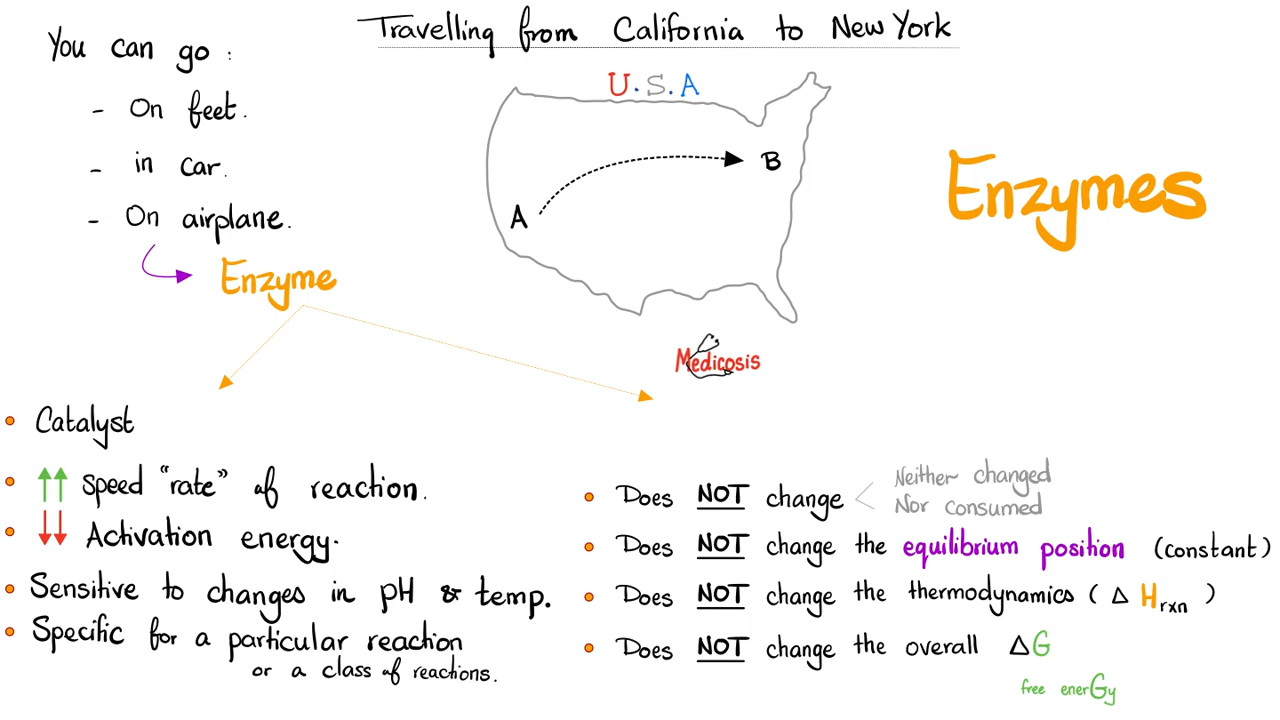 Travelling from California to New York
You can go :
- On feet.
- in car.
- On airplane.
Enzyme
U.S.A
A
B
Enzymes
Medicosis
• Catalyst
• ↑↑ speed "rate" of reaction.
• ↓↓ Activation energy.
• Sensitive to changes in pH & temp.
• Specific for a particular reaction
or a class of reactions.
• Does NOT change
Neither changed
Nor consumed
• Does NOT change the equilibrium position (constant)
• Does NOT change the thermodynamics ( Δ Hrxn )
• Does NOT change the overall ΔG
free enerGy